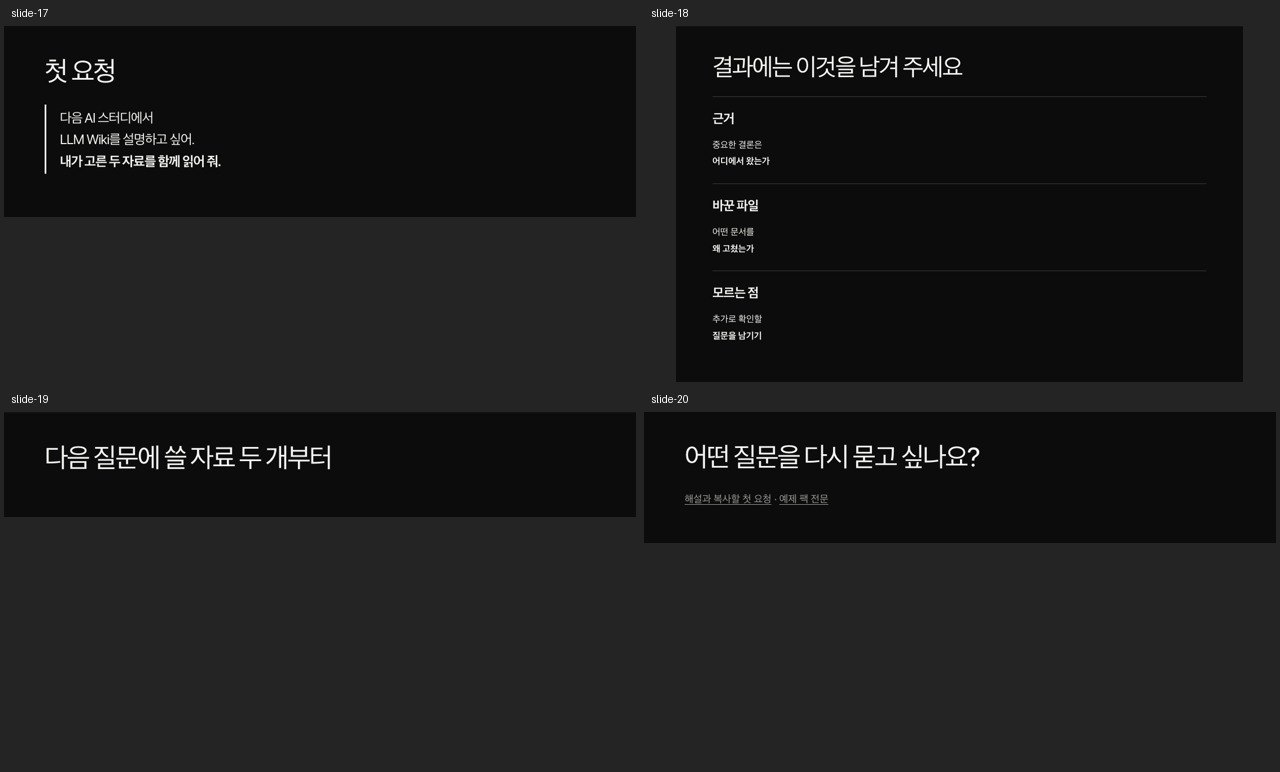 slide-17
첫 요청
다음 AI 스터디에서
LLM Wiki를 설명하고 싶어.
내가 고른 두 자료를 함께 읽어 줘.
slide-18
결과에는 이것을 남겨 주세요
근거
중요한 결론은
어디에서 왔는가
바꾼 파일
어떤 문서를
왜 고쳤는가
모르는 점
추가로 확인할
질문을 남기기
slide-19
다음 질문에 쓸 자료 두 개부터
slide-20
어떤 질문을 다시 묻고 싶나요?
해설과 복사할 첫 요청 · 예제 팩 전문